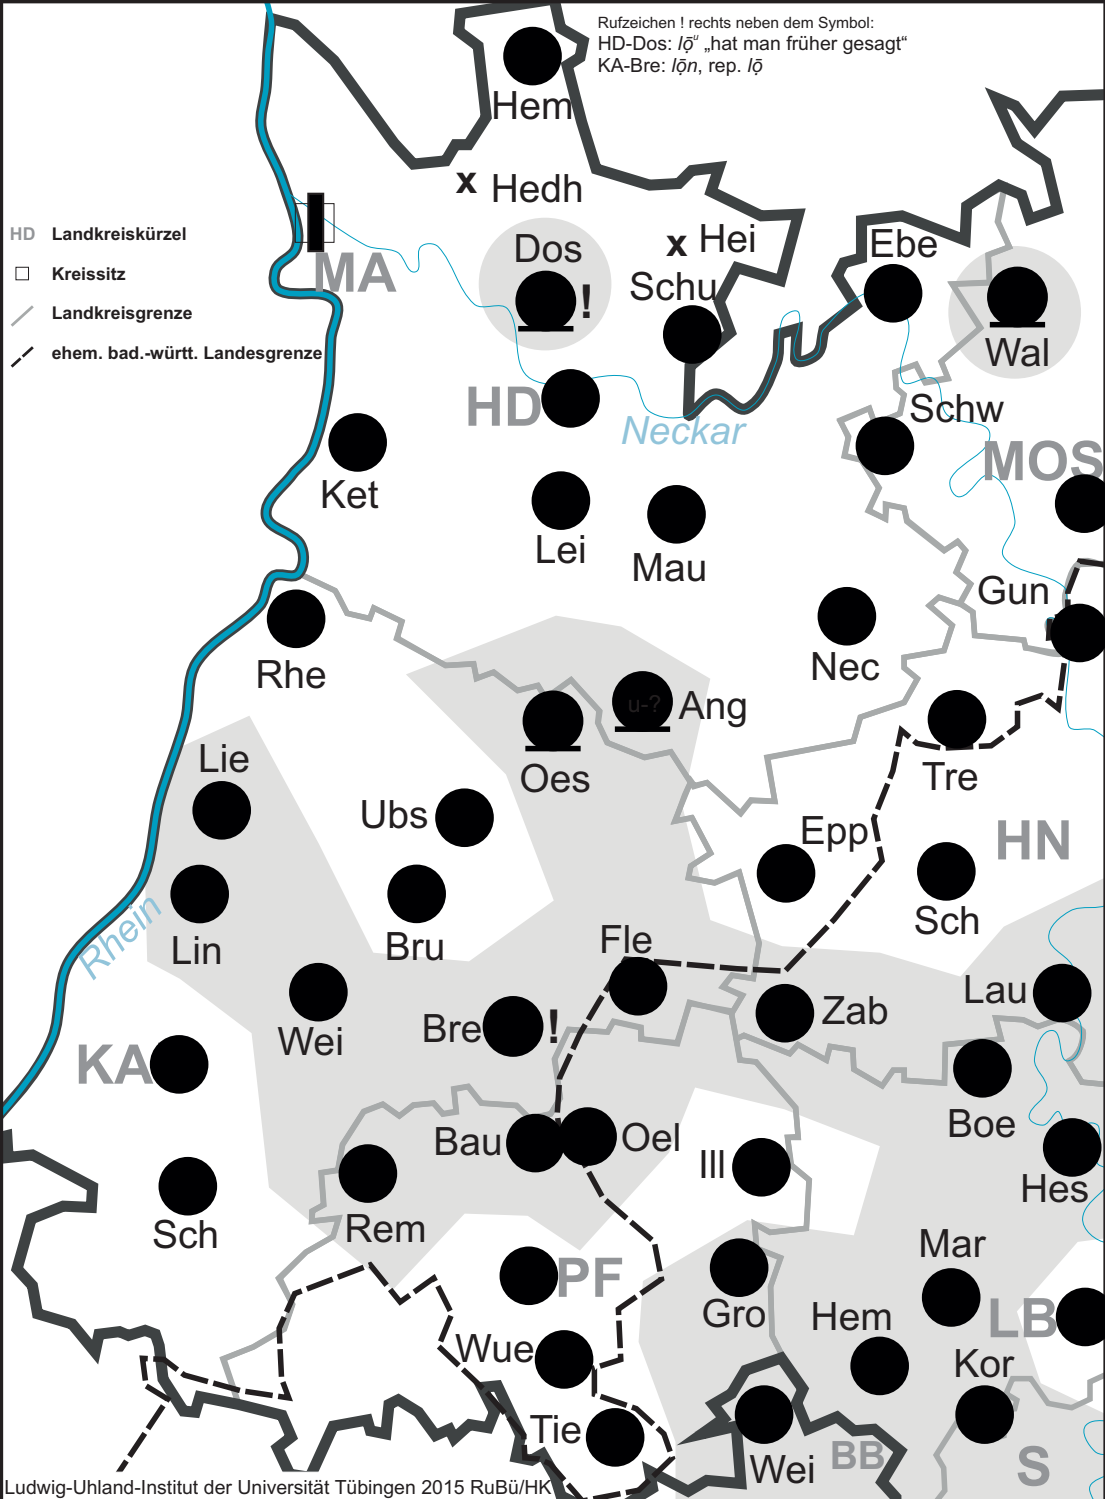 Rufzeichen ! rechts neben dem Symbol:
HD-Dos: lọ̄ᵘ „hat man früher gesagt“
KA-Bre: lọ̄n, rep. lọ̄
Hem
x Hedh
HD Landkreiskürzel
Kreissitz
Landkreisgrenze
ehem. bad.-württ. Landesgrenze
MA
Dos
!
x Hei
Schu
Ebe
Wal
HD
Neckar
Schw
MOS
Ket
Lei
Mau
Gun
Rhe
Nec
u-? Ang
Oes
Tre
Lie
Ubs
Epp
HN
Rhein
Lin
Bru
Sch
Fle
Wei
Bre !
Zab
Lau
KA
Boe
Bau
Oel
Ill
Hes
Sch
Rem
Mar
PF
Gro
Hem
LB
Wue
Kor
Tie
Wei
BB
S
Ludwig-Uhland-Institut der Universität Tübingen 2015 RuBü/HK